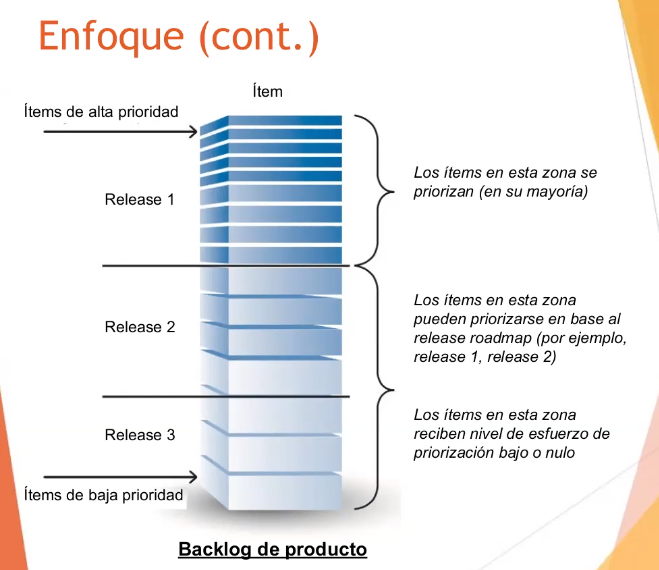 Enfoque (cont.)
Ítem
Ítems de alta prioridad
Release 1
Los ítems en esta zona se
priorizan (en su mayoría)
Release 2
Los ítems en esta zona
pueden priorizarse en base al
release roadmap (por ejemplo,
release 1, release 2)
Release 3
Los ítems en esta zona
reciben nivel de esfuerzo de
priorización bajo o nulo
Ítems de baja prioridad
Backlog de producto